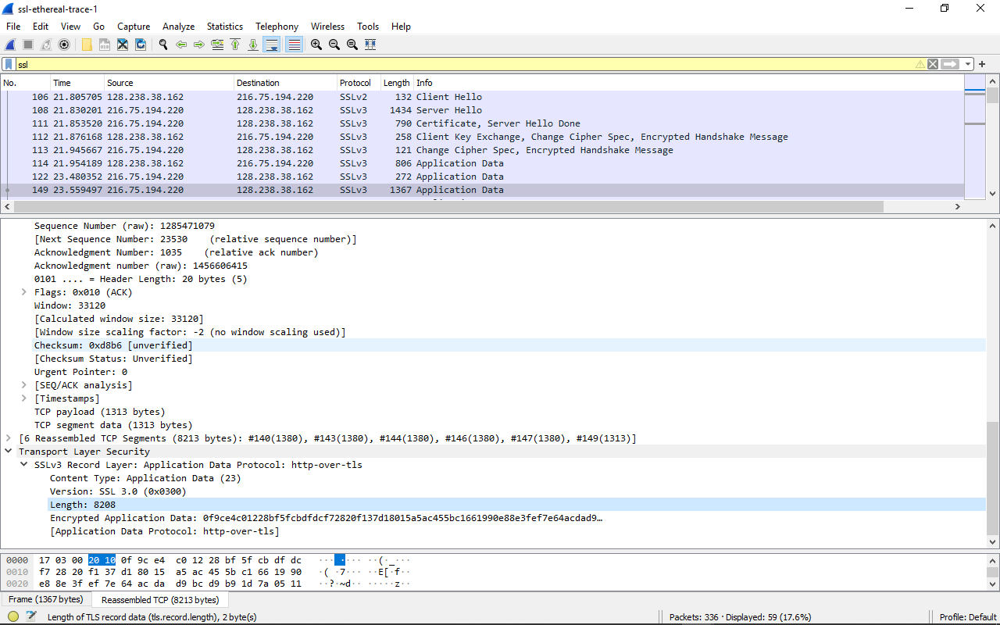 ssl-ethereal-trace-1
File Edit View Go Capture Analyze Statistics Telephony Wireless Tools Help
ssl
No. Time Source Destination Protocol Length Info
106 21.805705 128.238.38.162 216.75.194.220 SSLv2 132 Client Hello
108 21.830201 216.75.194.220 128.238.38.162 SSLv3 1434 Server Hello
111 21.853520 216.75.194.220 128.238.38.162 SSLv3 790 Certificate, Server Hello Done
112 21.876168 128.238.38.162 216.75.194.220 SSLv3 258 Client Key Exchange, Change Cipher Spec, Encrypted Handshake Message
113 21.945667 216.75.194.220 128.238.38.162 SSLv3 121 Change Cipher Spec, Encrypted Handshake Message
114 21.954189 128.238.38.162 216.75.194.220 SSLv3 806 Application Data
122 23.480352 216.75.194.220 128.238.38.162 SSLv3 272 Application Data
149 23.559497 216.75.194.220 128.238.38.162 SSLv3 1367 Application Data
Sequence Number (raw): 1285471079
[Next Sequence Number: 23530 (relative sequence number)]
Acknowledgment Number: 1035 (relative ack number)
Acknowledgment number (raw): 1456606415
0101 .... = Header Length: 20 bytes (5)
Flags: 0x010 (ACK)
Window: 33120
[Calculated window size: 33120]
[Window size scaling factor: -2 (no window scaling used)]
Checksum: 0xd8b6 [unverified]
[Checksum Status: Unverified]
Urgent Pointer: 0
[SEQ/ACK analysis]
[Timestamps]
TCP payload (1313 bytes)
TCP segment data (1313 bytes)
[6 Reassembled TCP Segments (8213 bytes): #140(1380), #143(1380), #144(1380), #146(1380), #147(1380), #149(1313)]
Transport Layer Security
SSLv3 Record Layer: Application Data Protocol: http-over-tls
Content Type: Application Data (23)
Version: SSL 3.0 (0x0300)
Length: 8208
Encrypted Application Data: 0f9ce4c01228bf5fcbdfdcf72820f137d18015a5ac455bc1661990e88e3fef7e64acdad9…
[Application Data Protocol: http-over-tls]
0000 17 03 00 20 10 0f 9c e4 c0 12 28 bf 5f cb df dc ··· ···· ··(·_···
0010 f7 28 20 f1 37 d1 80 15 a5 ac 45 5b c1 66 19 90 ·( ·7··· ··E[·f··
0020 e8 8e 3f ef 7e 64 ac da d9 bc d9 b9 1d 7a 05 11 ··?·~d·· ·····z··
Frame (1367 bytes) Reassembled TCP (8213 bytes)
Length of TLS record data (tls.record.length), 2 byte(s) Packets: 336 · Displayed: 59 (17.6%) Profile: Default